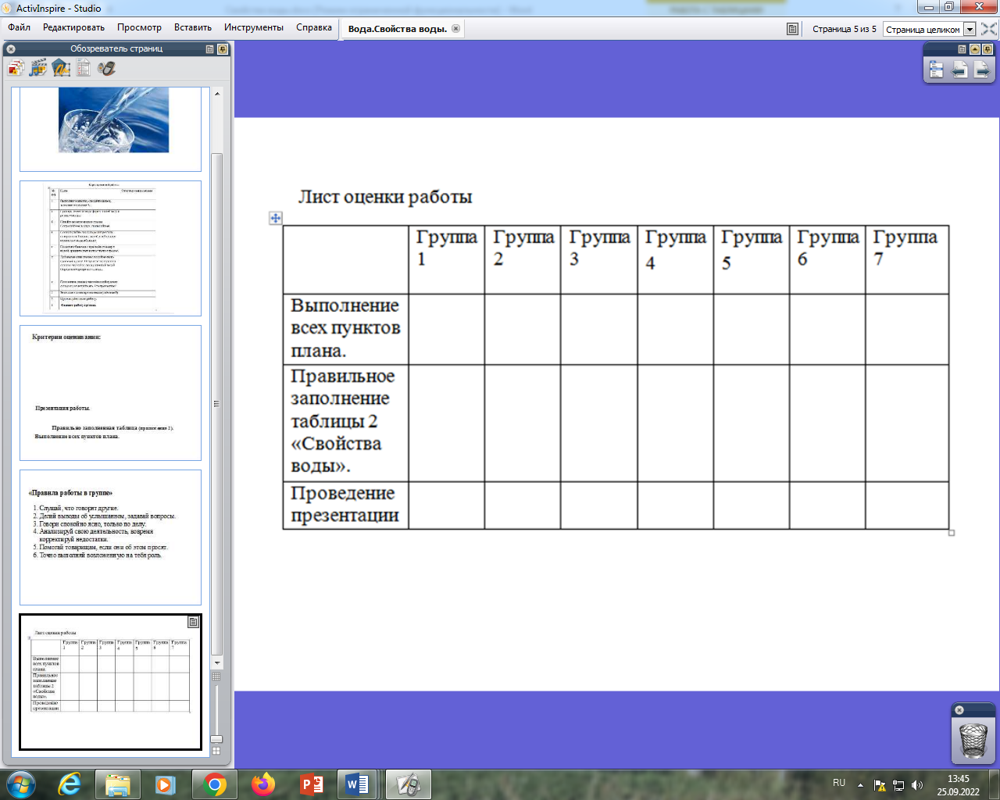 ActivInspire - Studio
Файл Редактировать Просмотр Вставить Инструменты Справка
Вода.Свойства воды.
Страница 5 из 5
Страница целиком
Обозреватель страниц
Критерии оценивания:
Презентация работы.
Правильно заполненная таблица (приложение 2).
Выполнение всех пунктов плана.
«Правила работы в группе»
1. Слушай, что говорят другие.
2. Делай выводы об услышанном, задавай вопросы.
3. Говори спокойно ясно, только по делу.
4. Анализируй свою деятельность, вовремя
корректируй недостатки.
5. Помогай товарищам, если они об этом просят.
6. Точно выполняй возложенную на тебя роль.
Лист оценки работы
Группа 1 Группа 2 Группа 3 Группа 4 Группа 5 Группа 6 Группа 7
Выполнение
всех пунктов
плана.
Правильное
заполнение
таблицы 2
«Свойства
воды».
Проведение
презентации
Лист оценки работы
Группа Группа Группа Группа Группа Группа Группа
1 2 3 4 5 6 7
Выполнение
всех пунктов
плана.
Правильное
заполнение
таблицы 2
«Свойства
воды».
Проведение
презентации
RU
13:45
25.09.2022